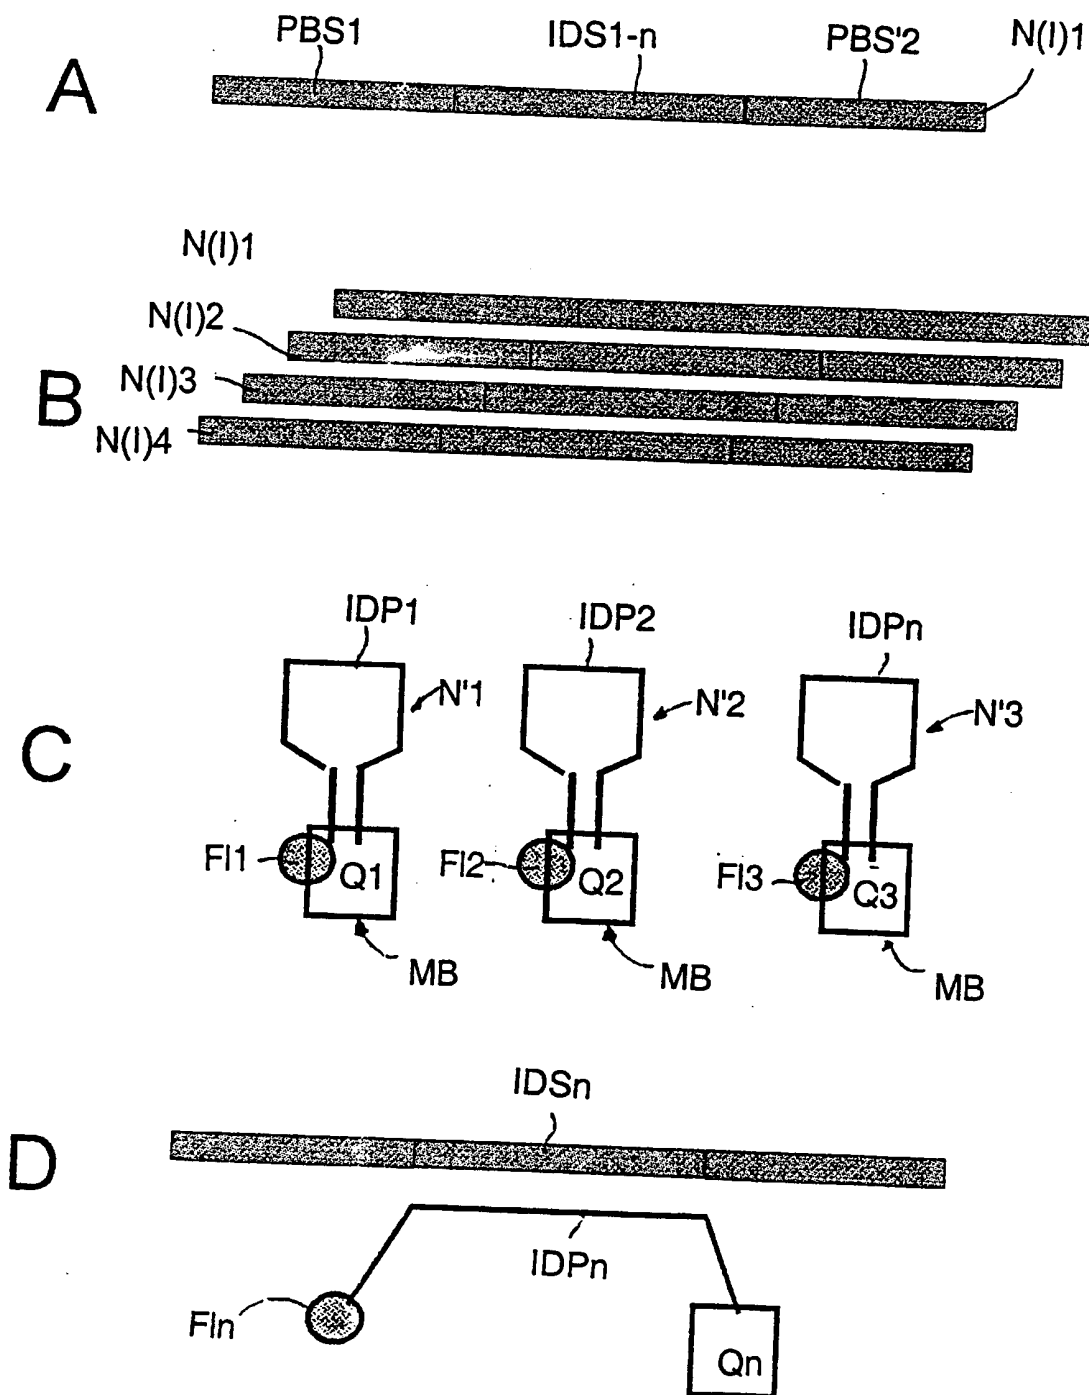 PBS1
IDS1-n
PBS'2
N(I)1
A
N(I)1
N(I)2
N(I)3
N(I)4
B
IDP1
IDP2
IDPn
N'1
N'2
N'3
C
Fl1
Q1
Fl2
Q2
Fl3
Q3
MB
MB
MB
IDSn
D
IDPn
Fln
Qn